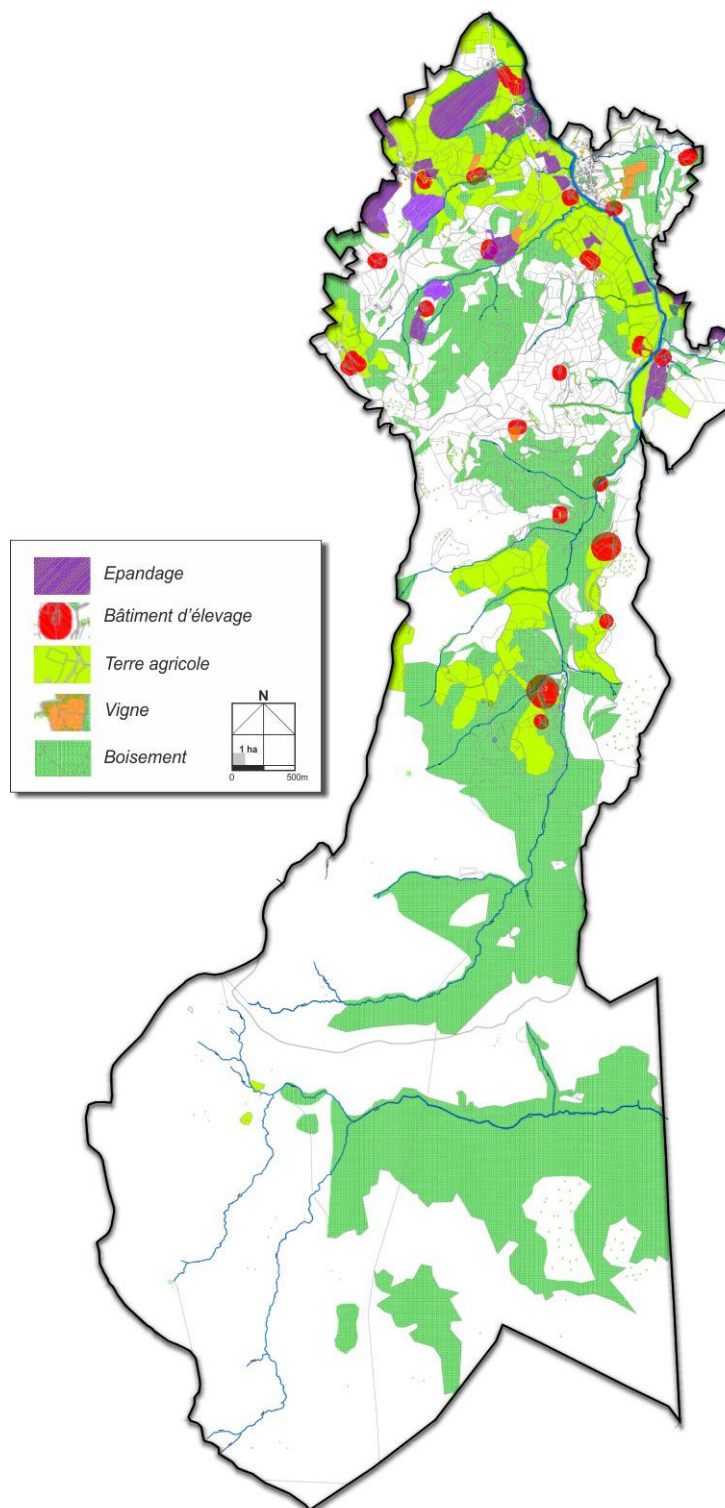 Epandage
Bâtiment d'élevage
Terre agricole
Vigne
Boisement
N
1 ha
0 500m